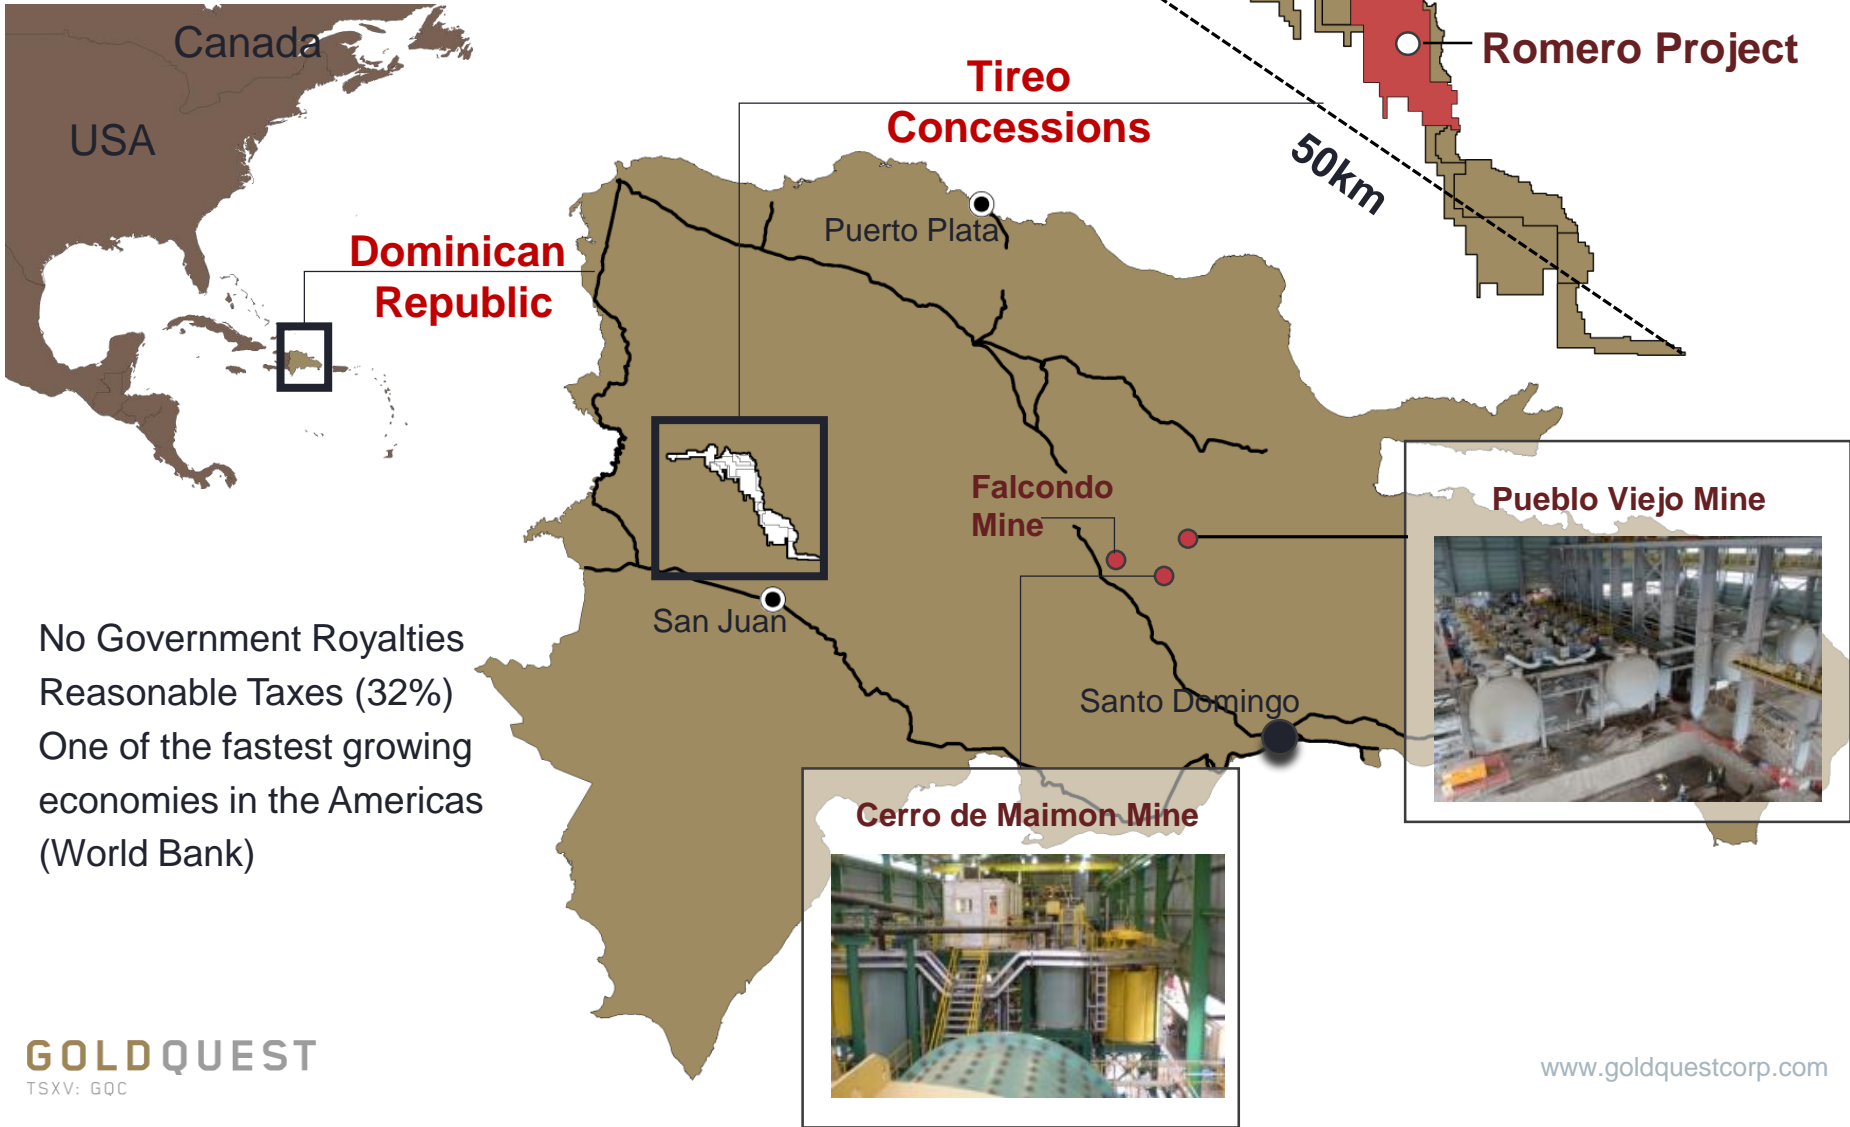 Canada
USA
Romero Project
Tireo
Concessions
50km
Puerto Plata
Dominican
Republic
Falcondo
Mine
Pueblo Viejo Mine
San Juan
Santo Domingo
No Government Royalties
Reasonable Taxes (32%)
One of the fastest growing
economies in the Americas
(World Bank)
Cerro de Maimon Mine
GOLDQUEST
TSXV: GQC
www.goldquestcorp.com